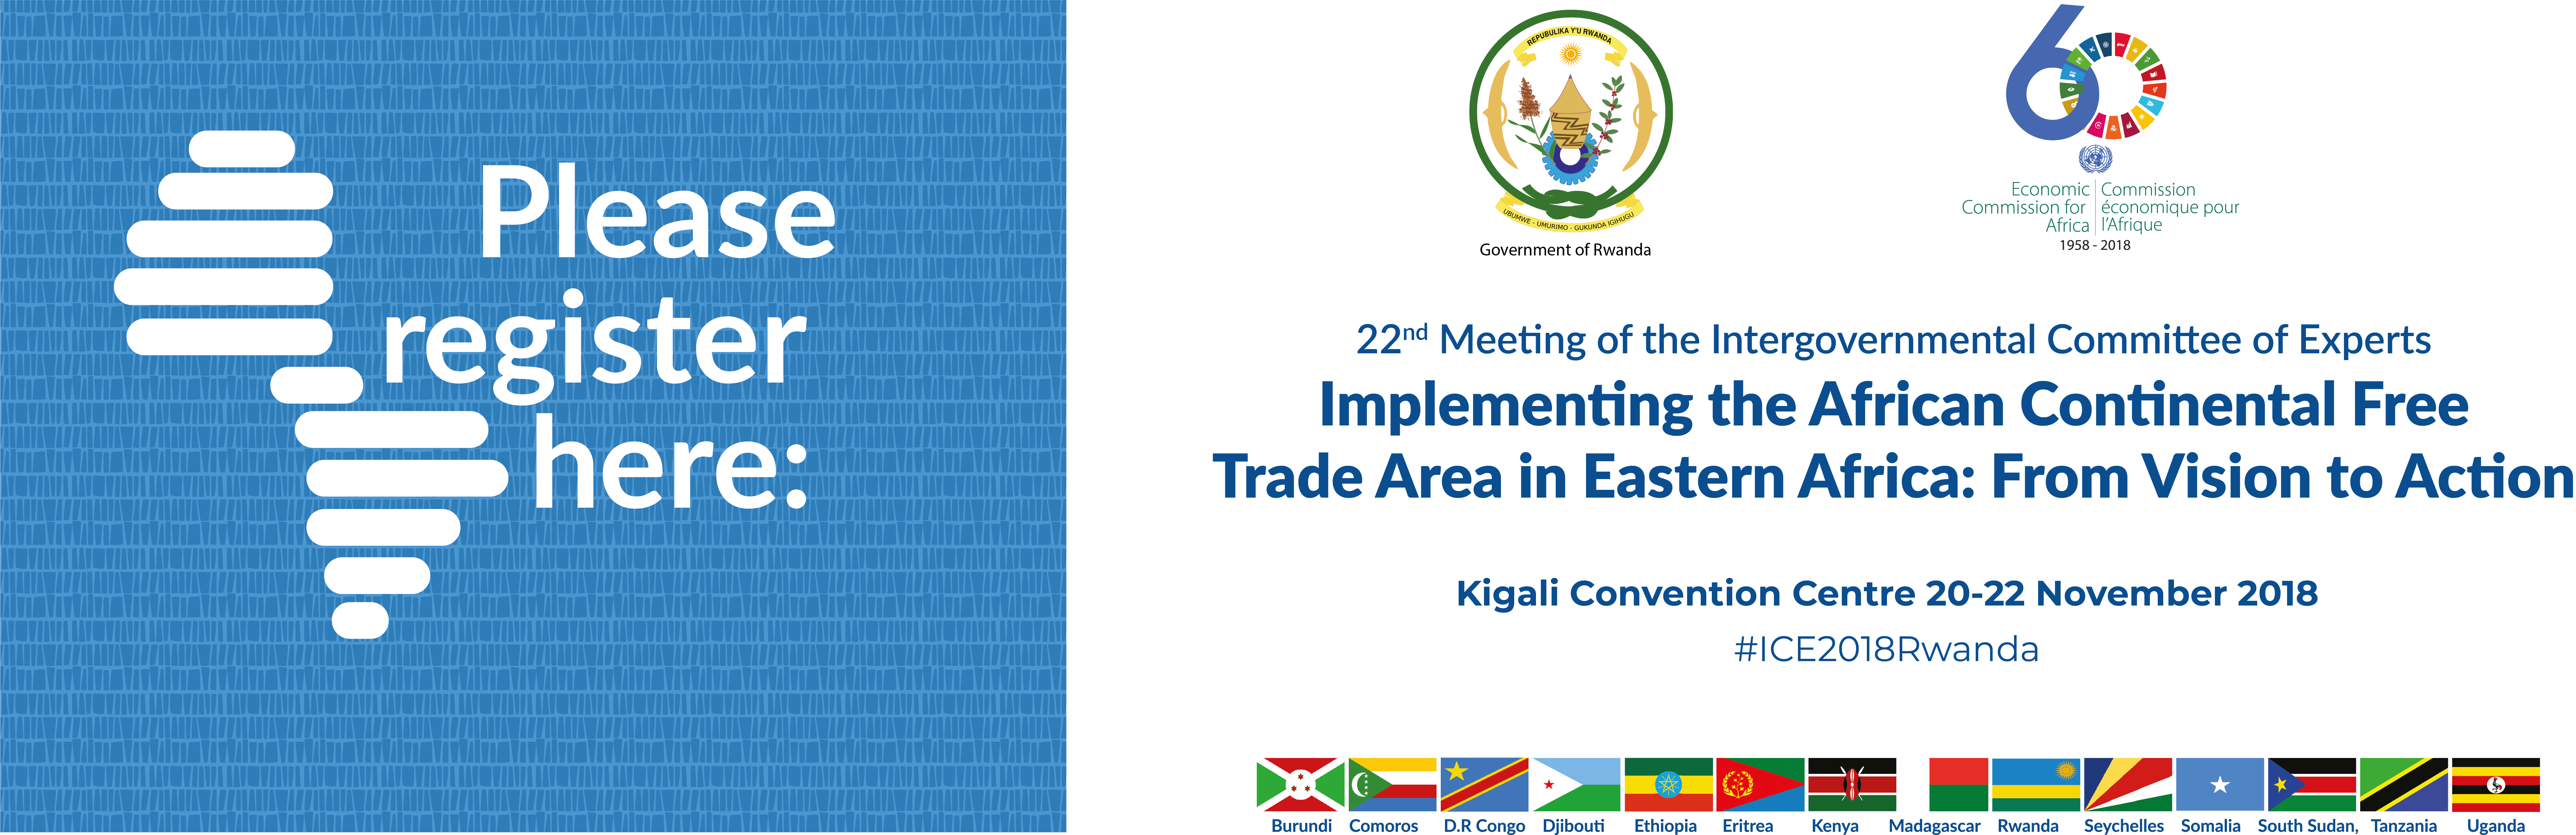 Please
register
here:
REPUBULIKA Y'U RWANDA
UBUMWE - UMURIMO - GUKUNDA IGIHUGU
Government of Rwanda
60
Economic
Commission for
Africa
Commission
économique pour
l'Afrique
1958 - 2018
22nd Meeting of the Intergovernmental Committee of Experts
Implementing the African Continental Free
Trade Area in Eastern Africa: From Vision to Action
Kigali Convention Centre 20-22 November 2018
#ICE2018Rwanda
Burundi Comoros D.R Congo Djibouti Ethiopia Eritrea Kenya Madagascar Rwanda Seychelles Somalia South Sudan, Tanzania Uganda